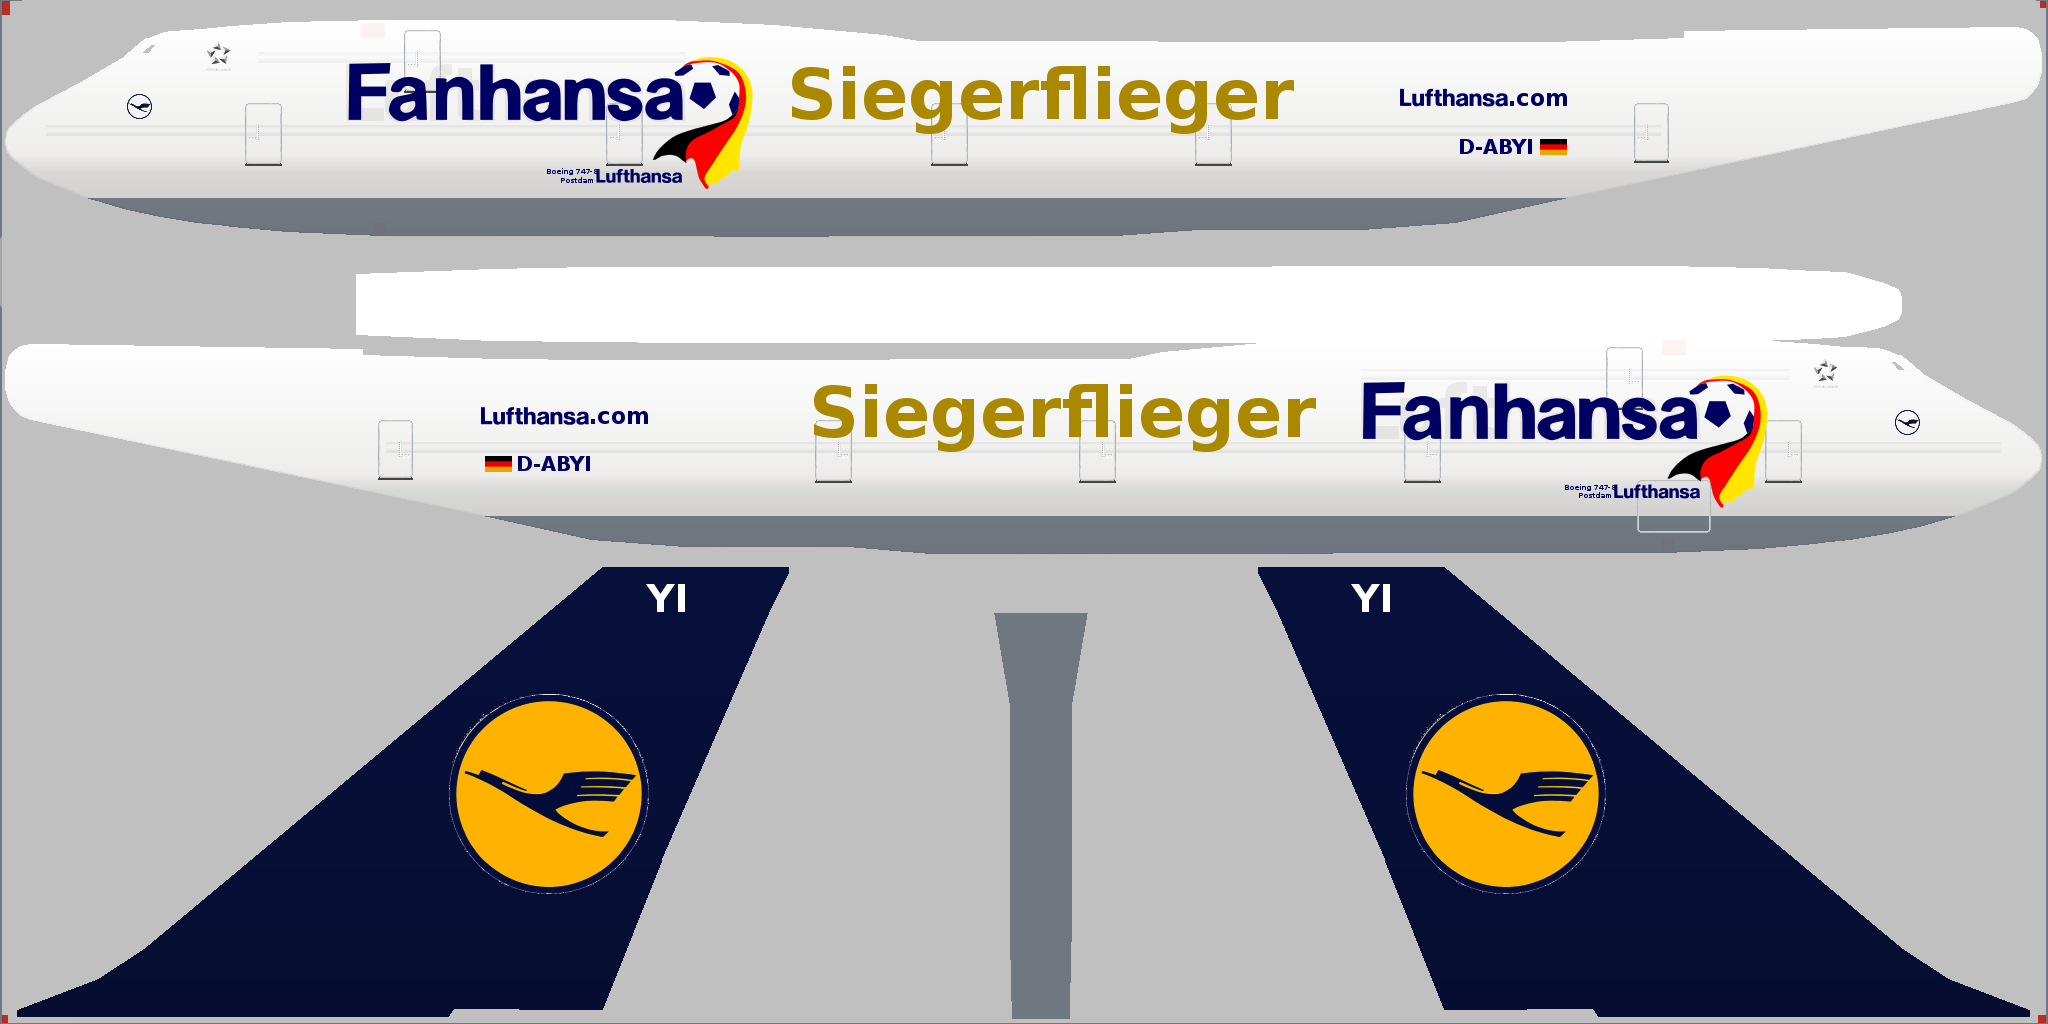 Fanhansa
Siegerflieger
Lufthansa.com
D-ABYI
Boeing 747-8
Postdam
Lufthansa
Siegerflieger
Fanhansa
Lufthansa.com
D-ABYI
Boeing 747-8
Postdam
Lufthansa
YI
YI